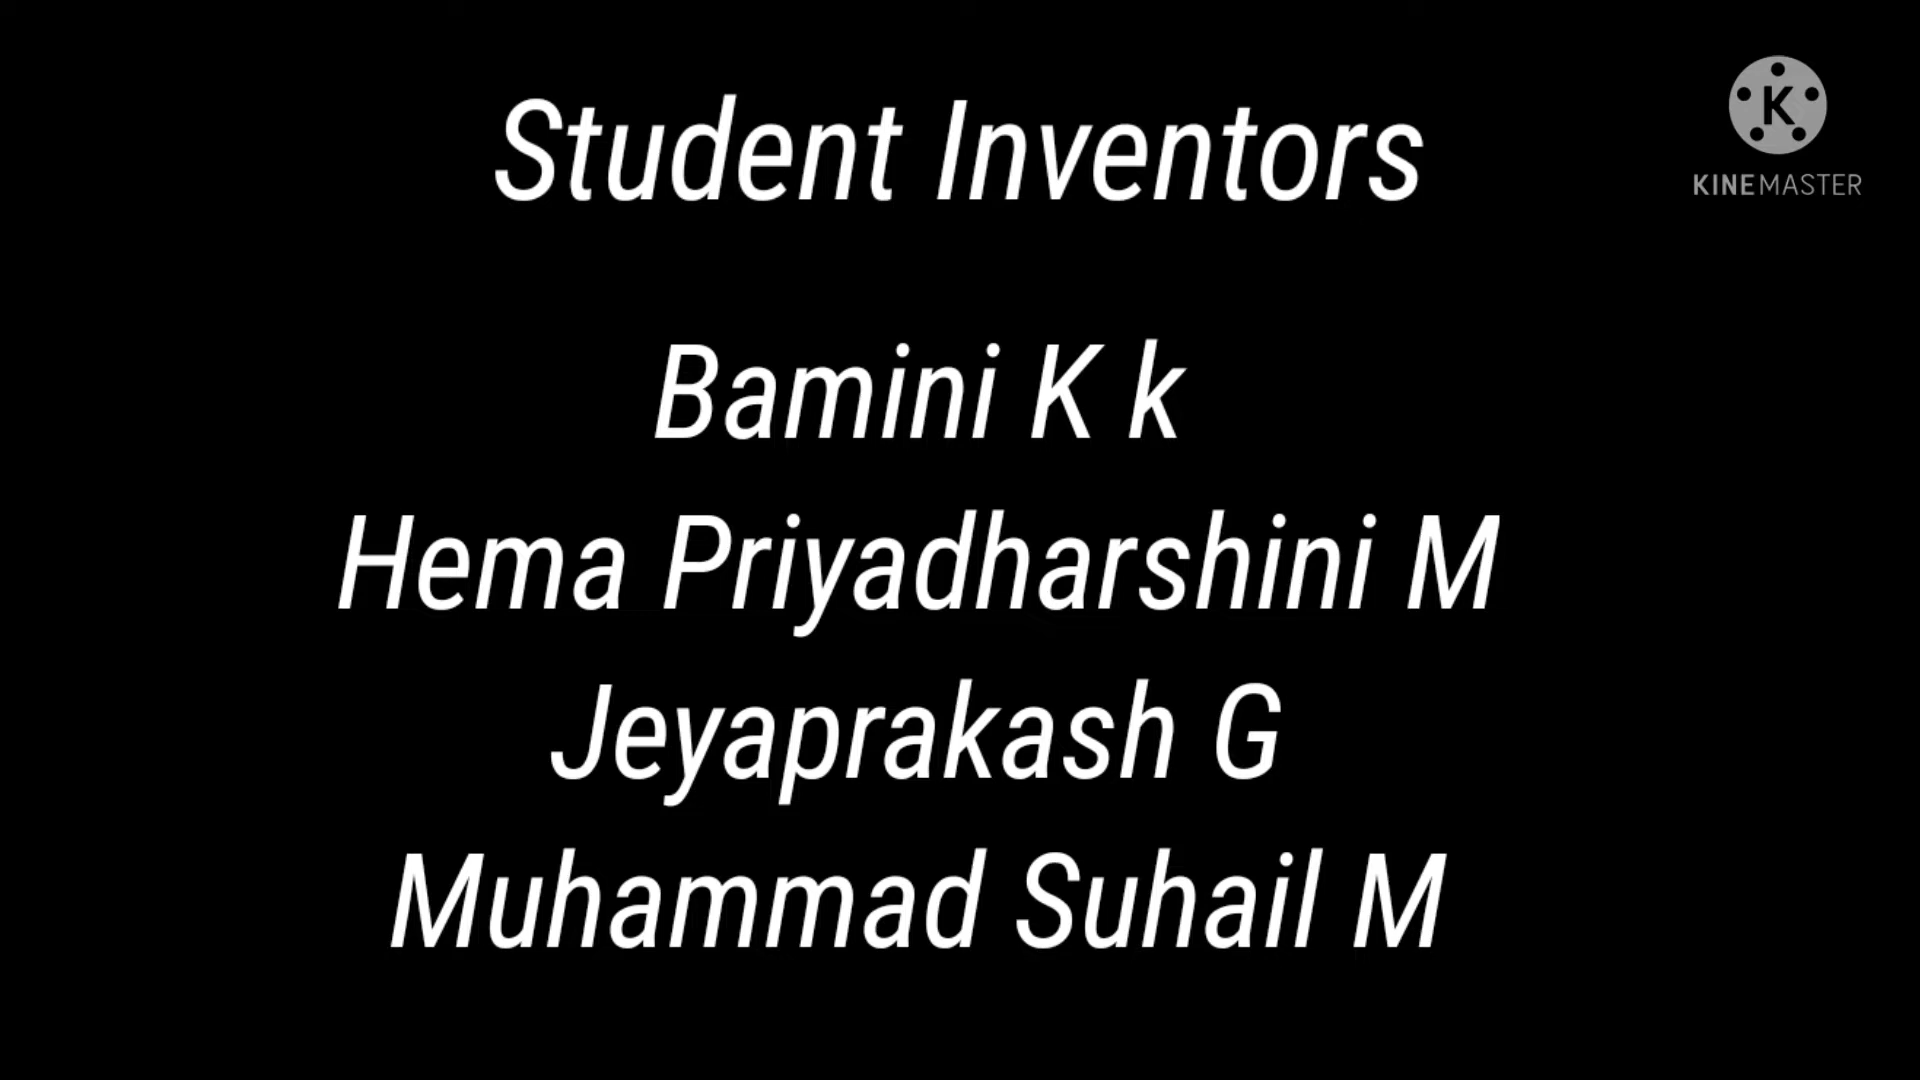 Student Inventors
K
KINEMASTER
Bamini K k
Hema Priyadharshini M
Jeyaprakash G
Muhammad Suhail M